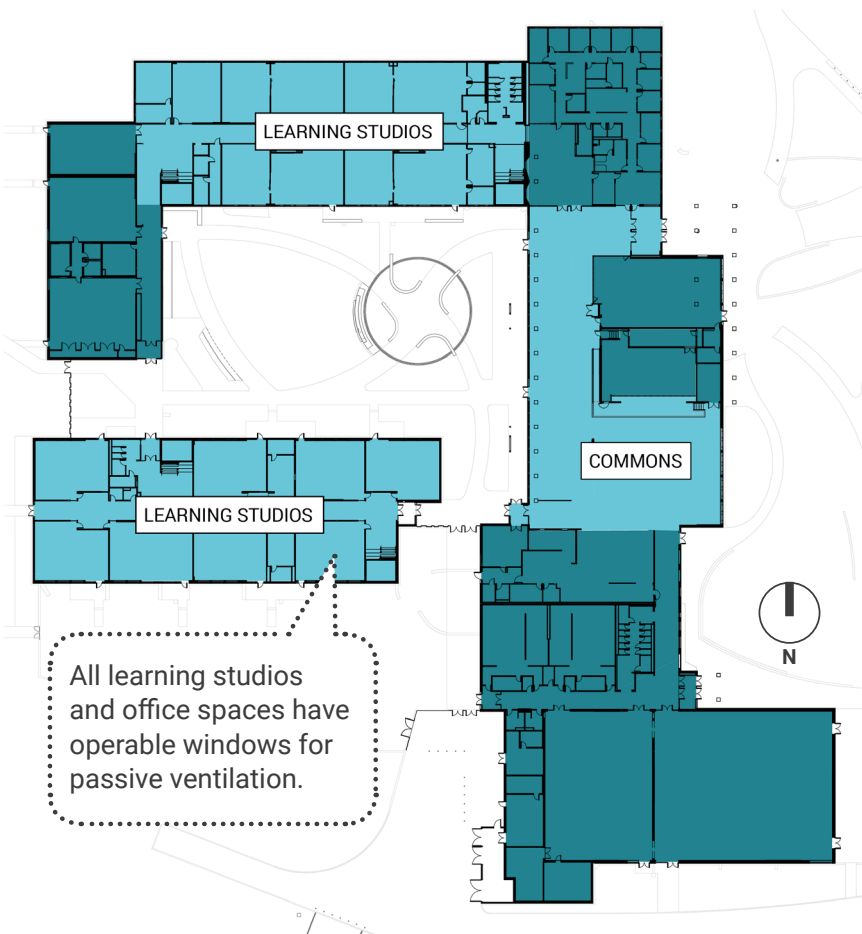 LEARNING STUDIOS
COMMONS
LEARNING STUDIOS
N
All learning studios
and office spaces have
operable windows for
passive ventilation.